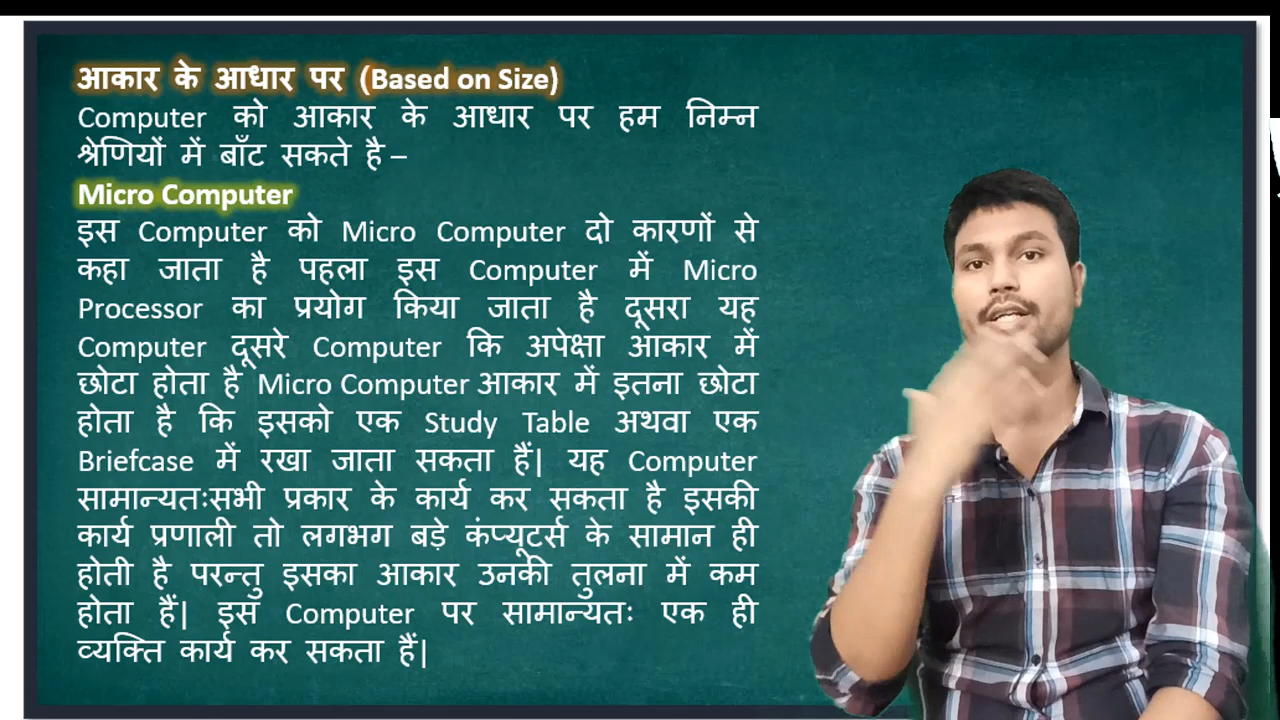 आकार के आधार पर (Based on Size)
Computer को आकार के आधार पर हम निम्न
श्रेणियों में बाँट सकते है –
Micro Computer
इस Computer को Micro Computer दो कारणों से
कहा जाता है पहला इस Computer में Micro
Processor का प्रयोग किया जाता है दूसरा यह
Computer दूसरे Computer कि अपेक्षा आकार में
छोटा होता है Micro Computer आकार में इतना छोटा
होता है कि इसको एक Study Table अथवा एक
Briefcase में रखा जाता सकता हैं| यह Computer
सामान्यतःसभी प्रकार के कार्य कर सकता है इसकी
कार्य प्रणाली तो लगभग बड़े कंप्यूटर्स के सामान ही
होती है परन्तु इसका आकार उनकी तुलना में कम
होता हैं| इस Computer पर सामान्यतः एक ही
व्यक्ति कार्य कर सकता हैं|